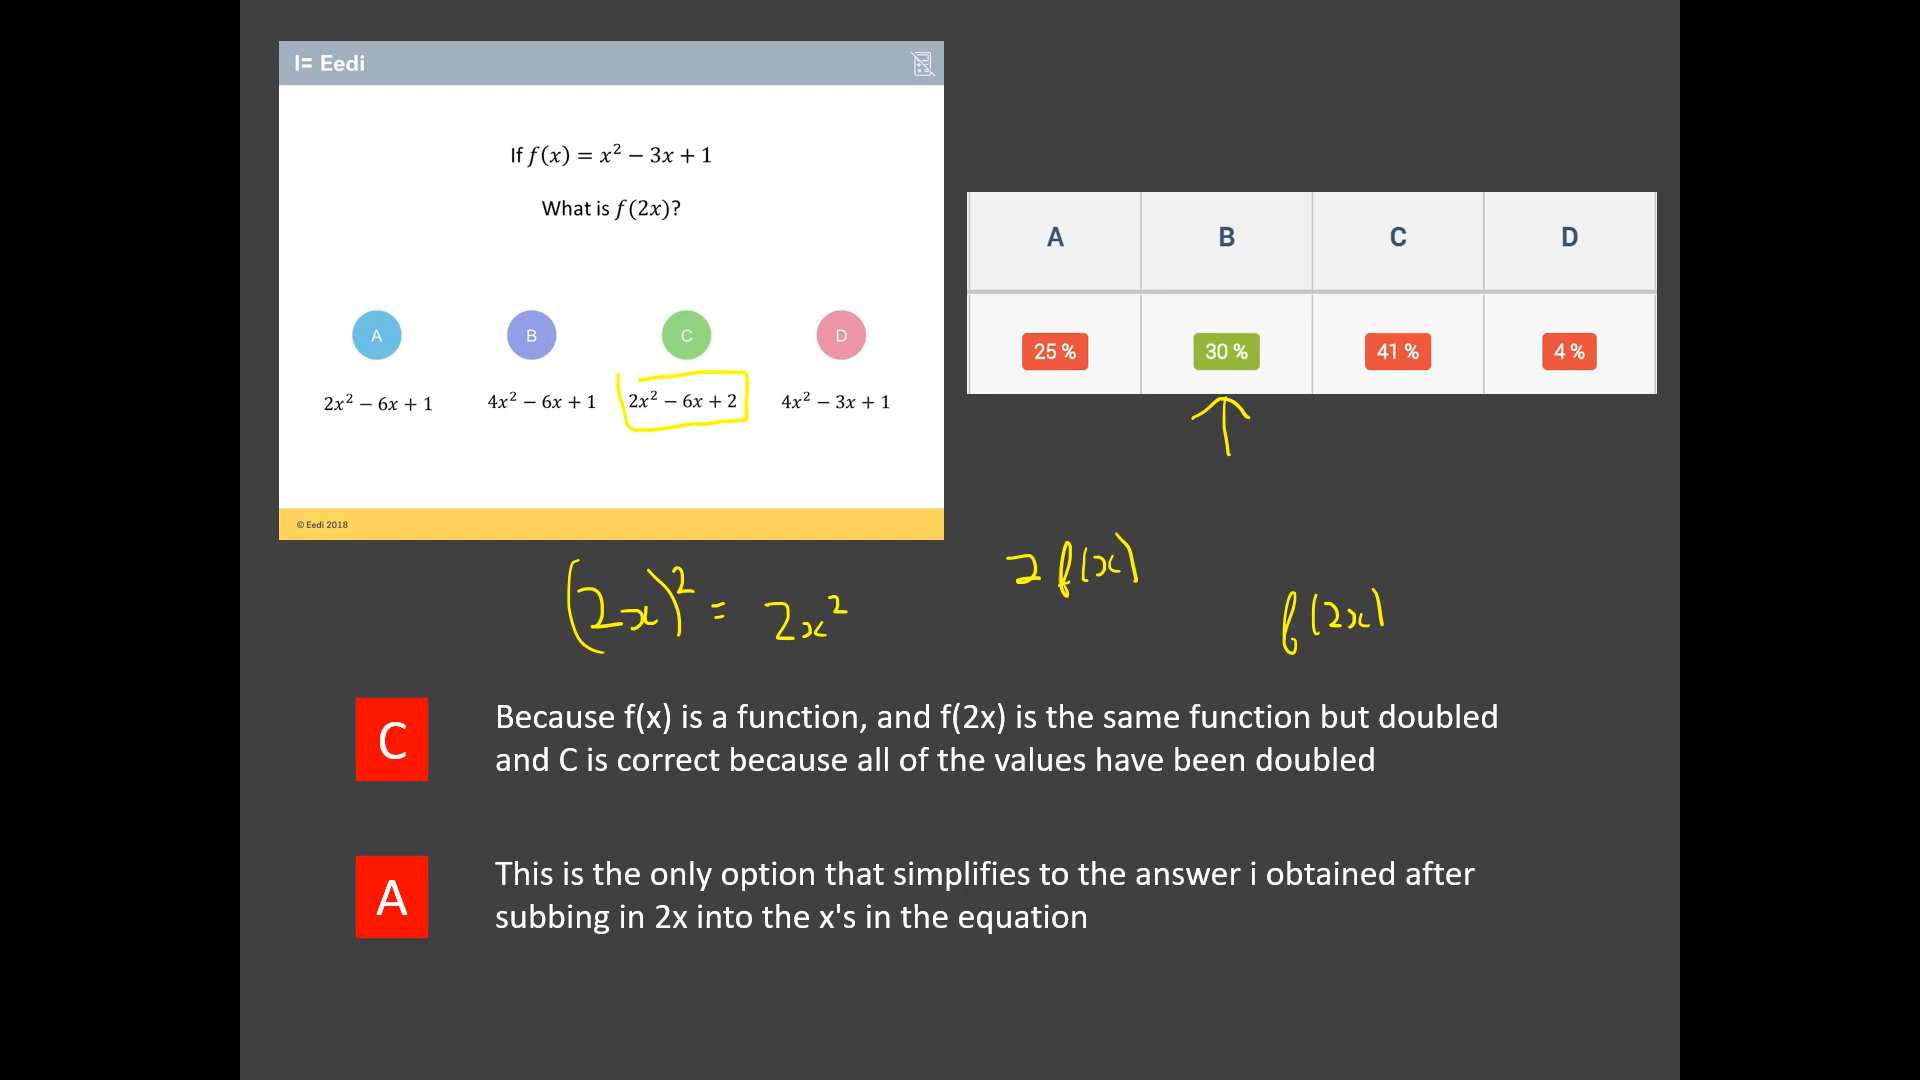 I= Eedi
If f(x) = x² − 3x + 1
What is f(2x)?
A B C D
2x² − 6x + 1 4x² − 6x + 1 2x² − 6x + 2 4x² − 3x + 1
© Eedi 2018
A B C D
25 % 30 % 41 % 4 %
(2x)² = 2x²
2f(x)
f(2x)
C
Because f(x) is a function, and f(2x) is the same function but doubled
and C is correct because all of the values have been doubled
A
This is the only option that simplifies to the answer i obtained after
subbing in 2x into the x's in the equation